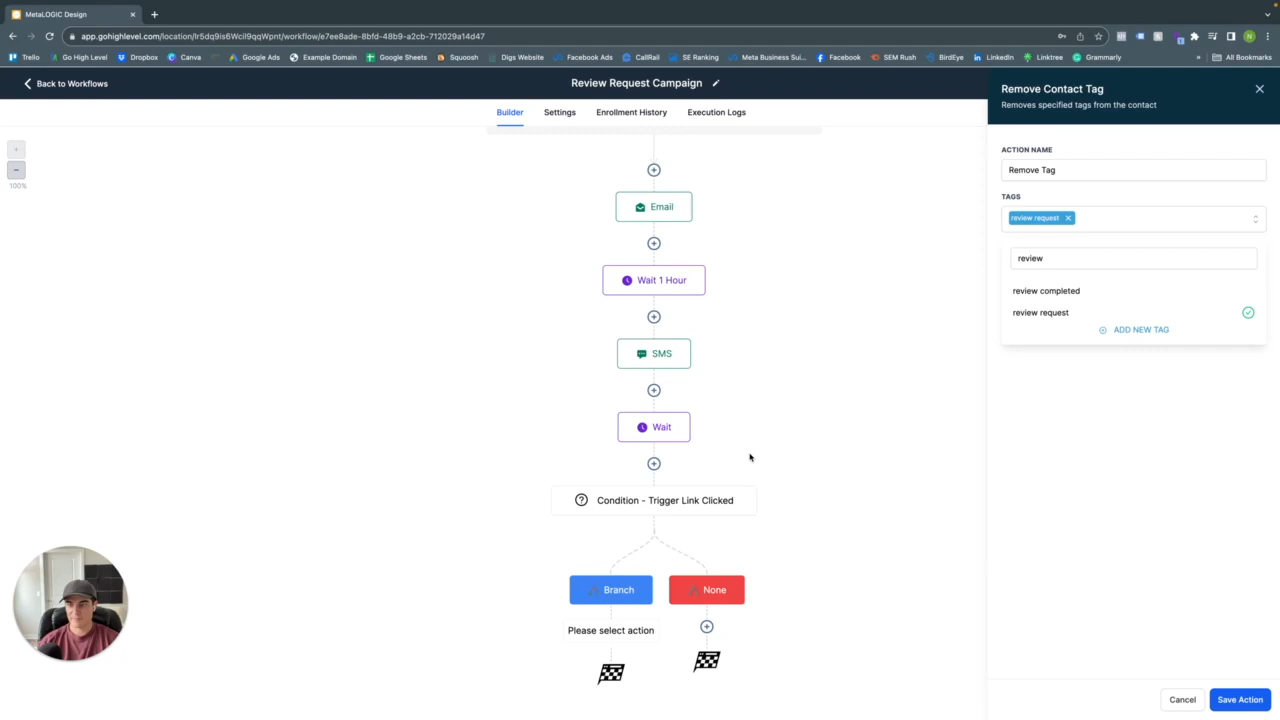 MetaLOGIC Design
app.gohighlevel.com/location/lr5dq9is6Wcil9qqWpnt/workflow/e7ee8ade-8bfd-48b9-a2cb-712029a14d47
Trello Go High Level Dropbox Canva Google Ads Example Domain Google Sheets Squoosh Digs Website Facebook Ads CallRail SE Ranking Meta Business Sui... Facebook SEM Rush BirdEye LinkedIn Linktree Grammarly » All Bookmarks
Back to Workflows
Review Request Campaign
Builder Settings Enrollment History Execution Logs
100%
Email
Wait 1 Hour
SMS
Wait
Condition - Trigger Link Clicked
Branch None
Please select action
Remove Contact Tag
Removes specified tags from the contact
ACTION NAME
Remove Tag
TAGS
review request
review
review completed
review request
ADD NEW TAG
Cancel Save Action